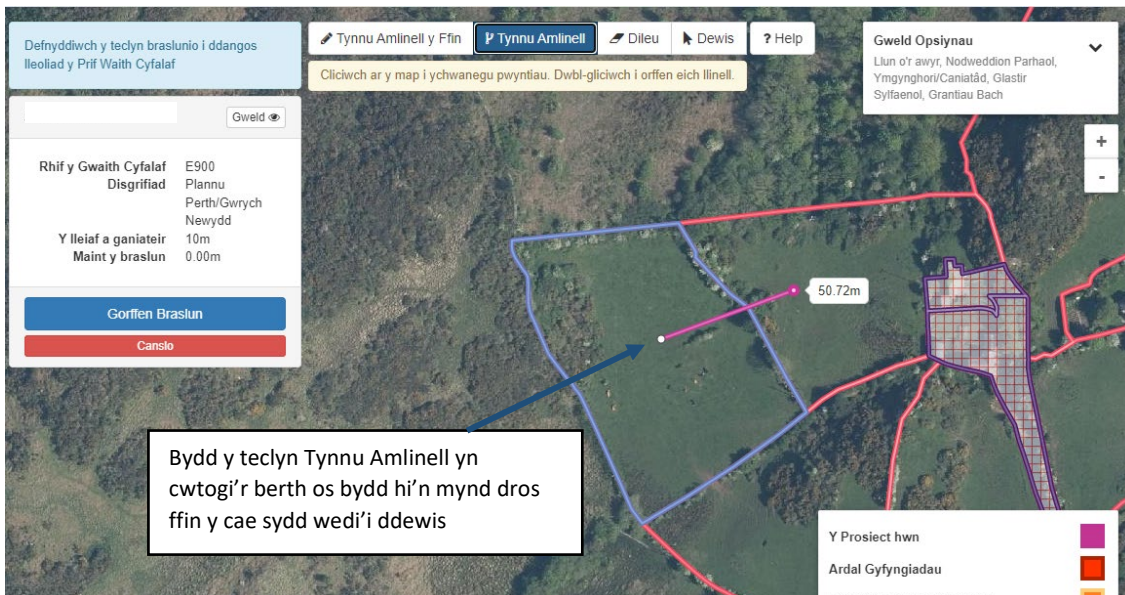 Defnyddiwch y teclyn braslunio i ddangos
lleoliad y Prif Waith Cyfalaf
Gweld
Rhif y Gwaith Cyfalaf E900
Disgrifiad Plannu
Perth/Gwrych
Newydd
Y lleiaf a ganiateir 10m
Maint y braslun 0.00m
Gorffen Braslun
Canslo
Tynnu Amlinell y Ffin
Tynnu Amlinell
Dileu
Dewis
? Help
Cliciwch ar y map i ychwanegu pwyntiau. Dwbl-gliciwch i orffen eich llinell.
Gweld Opsiynau
Llun o'r awyr, Nodweddion Parhaol,
Ymgynghori/Caniatâd, Glastir
Sylfaenol, Grantiau Bach
+
-
50.72m
Bydd y teclyn Tynnu Amlinell yn
cwtogi'r berth os bydd hi'n mynd dros
ffin y cae sydd wedi'i ddewis
Y Prosiect hwn
Ardal Gyfyngiadau